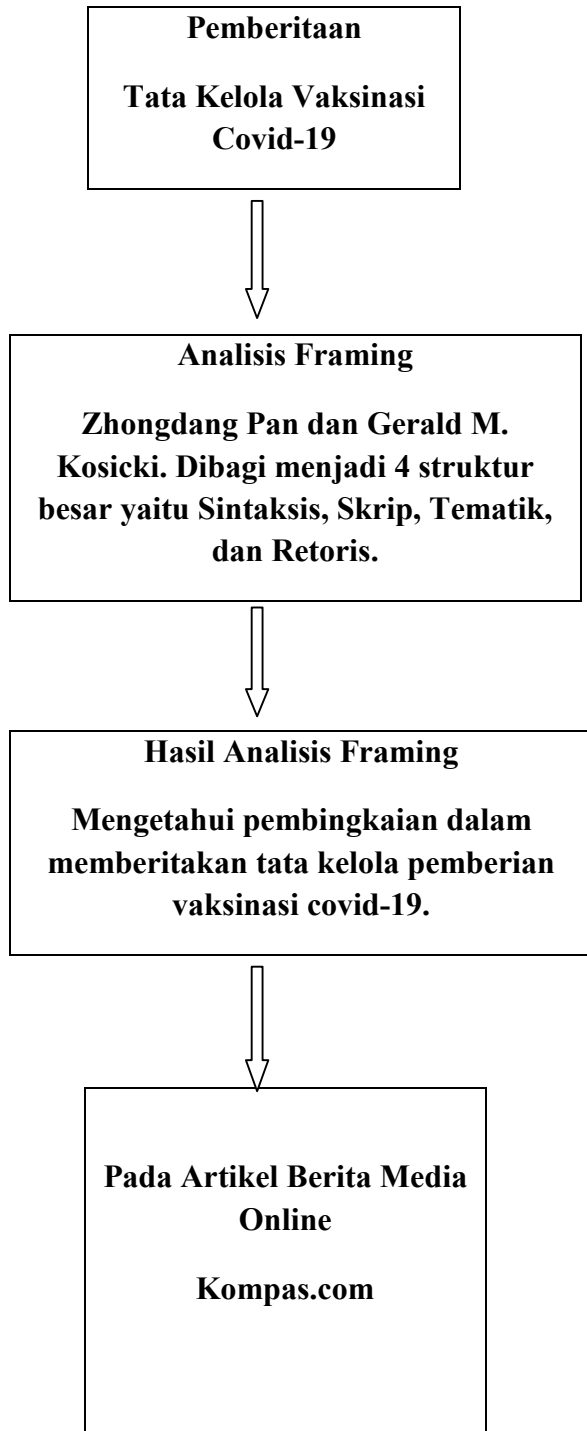 Pemberitaan
Tata Kelola Vaksinasi
Covid-19
Analisis Framing
Zhongdang Pan dan Gerald M.
Kosicki. Dibagi menjadi 4 struktur
besar yaitu Sintaksis, Skrip, Tematik,
dan Retoris.
Hasil Analisis Framing
Mengetahui pembingkaian dalam
memberitakan tata kelola pemberian
vaksinasi covid-19.
Pada Artikel Berita Media
Online
Kompas.com